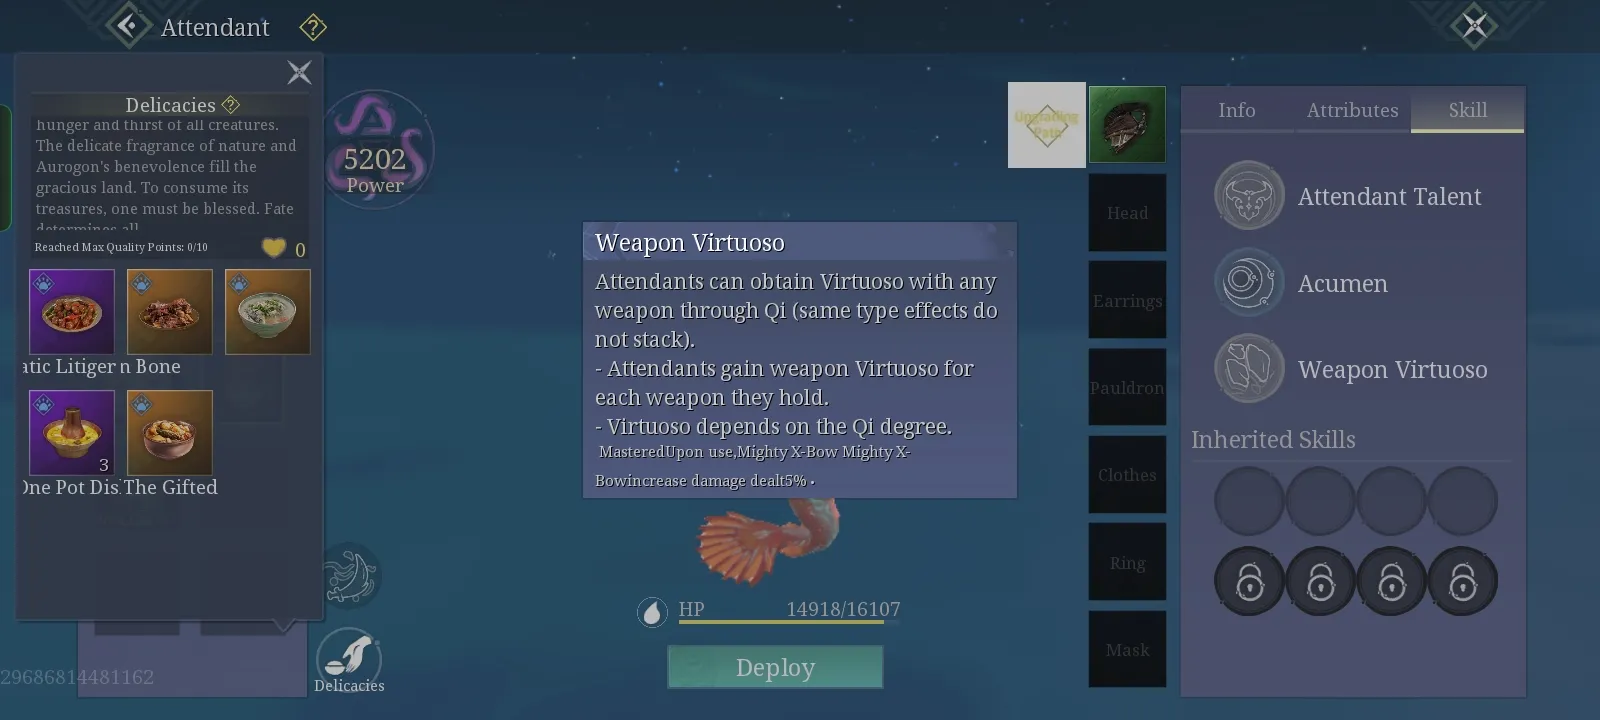 Attendant
Delicacies
hunger and thirst of all creatures.
The delicate fragrance of nature and
Aurogon's benevolence fill the
gracious land. To consume its
treasures, one must be blessed. Fate
determines all
Reached Max Quality Points: 0/10
0
atic Litiger
n Bone
3
One Pot Dis
The Gifted
5202
Power
29686814481162
Delicacies
Weapon Virtuoso
Attendants can obtain Virtuoso with any
weapon through Qi (same type effects do
not stack).
- Attendants gain weapon Virtuoso for
each weapon they hold.
- Virtuoso depends on the Qi degree.
MasteredUpon use,Mighty X-Bow Mighty X-
Bowincrease damage dealt5% •
HP
14918/16107
Deploy
Upgrading
Path
Head
Earrings
Pauldron
Clothes
Ring
Mask
Info
Attributes
Skill
Attendant Talent
Acumen
Weapon Virtuoso
Inherited Skills